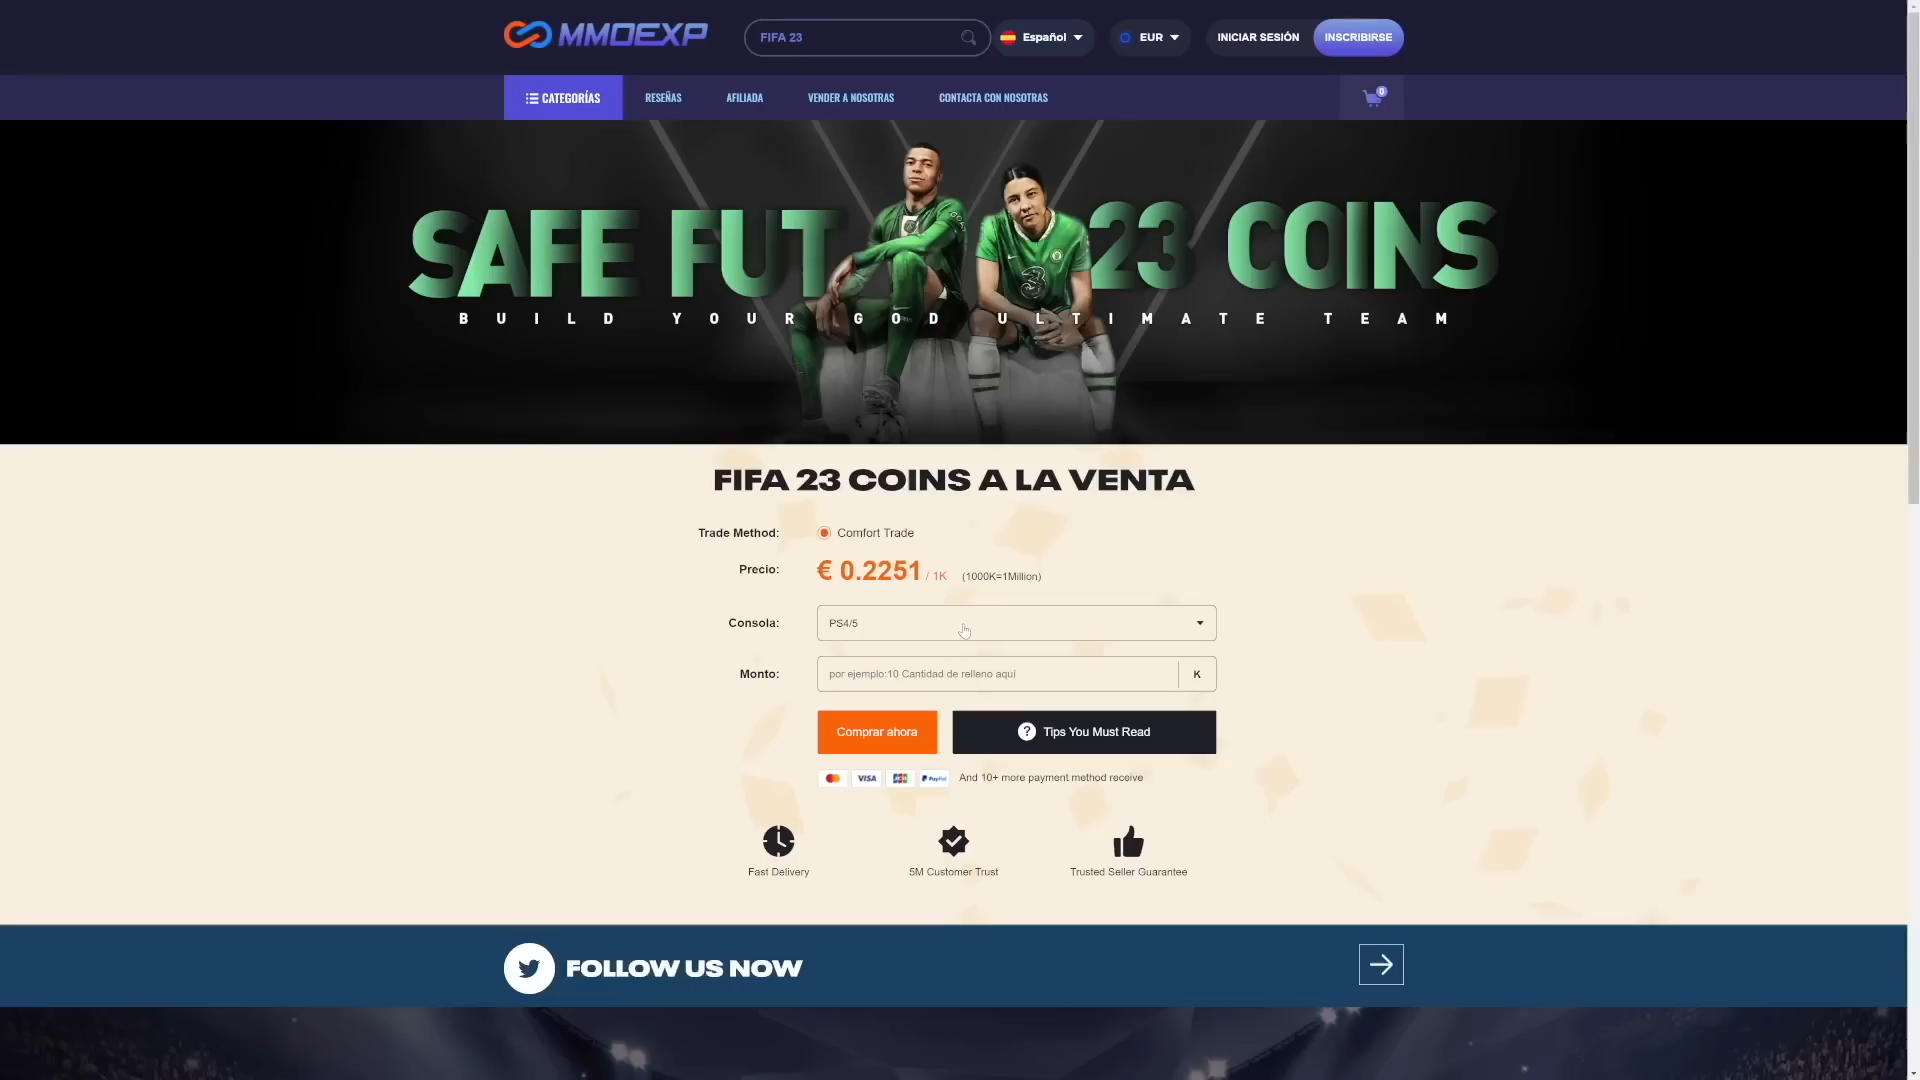 MMOEXP
FIFA 23
Español
EUR
INICIAR SESIÓN
INSCRIBIRSE
CATEGORÍAS
RESEÑAS
AFILIADA
VENDER A NOSOTRAS
CONTACTA CON NOSOTRAS
0
SAFE FUT 23 COINS
BUILD YOUR GOD ULTIMATE TEAM
FIFA 23 COINS A LA VENTA
Trade Method:
Comfort Trade
Precio:
€ 0.2251 / 1K (1000K=1Million)
Consola:
PS4/5
Monto:
por ejemplo:10 Cantidad de relleno aquí
K
Comprar ahora
? Tips You Must Read
VISA
JCB
PayPal
And 10+ more payment method receive
Fast Delivery
5M Customer Trust
Trusted Seller Guarantee
FOLLOW US NOW